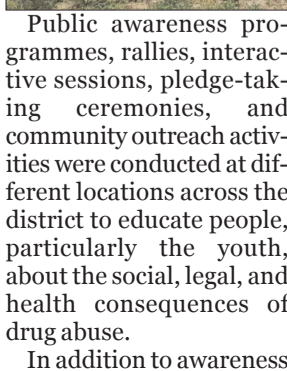 Public awareness pro-
grammes, rallies, interac-
tive sessions, pledge-tak-
ing ceremonies, and
community outreach activ-
ities were conducted at dif-
ferent locations across the
district to educate people,
particularly the youth,
about the social, legal, and
health consequences of
drug abuse.
In addition to awareness